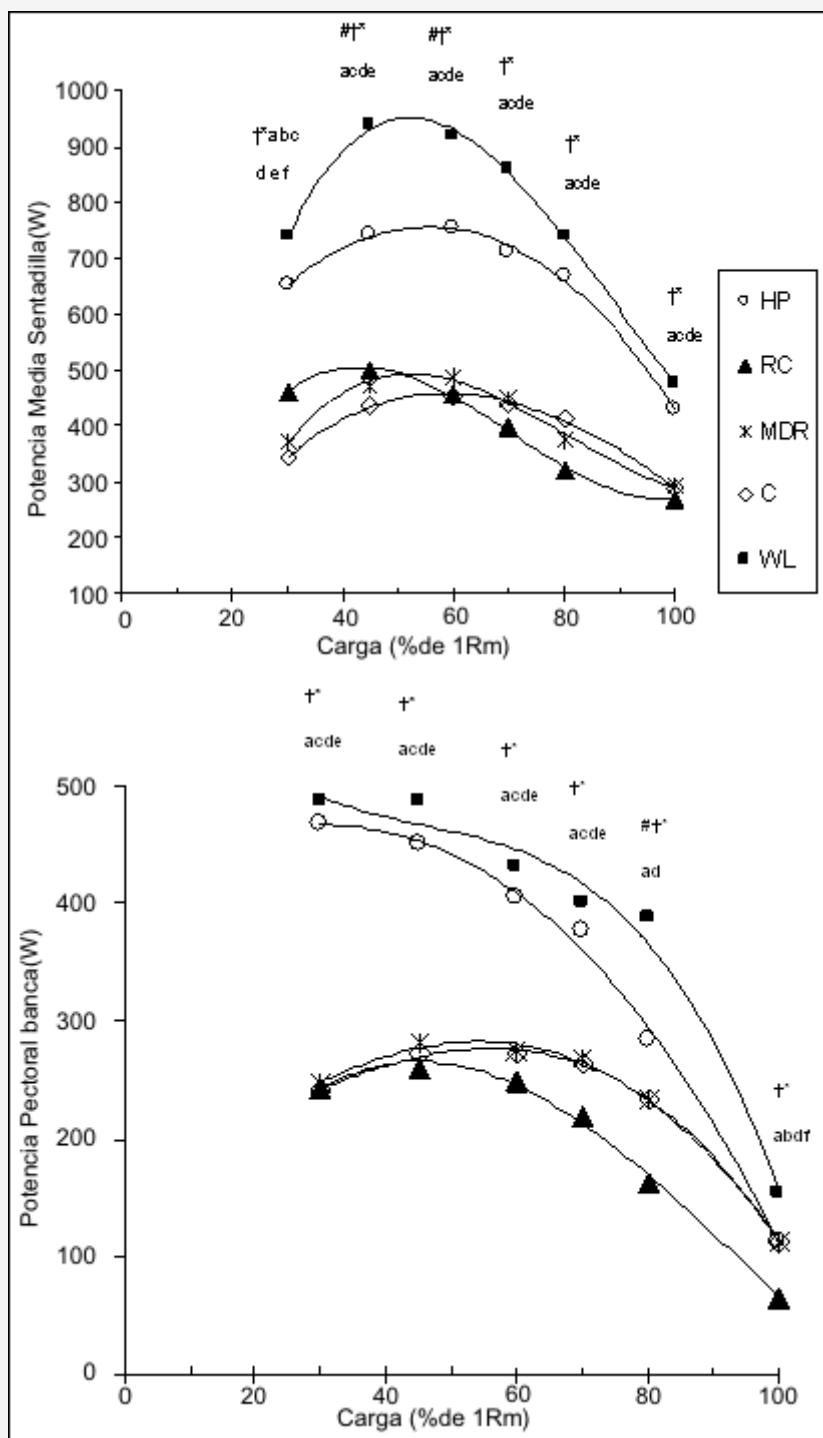 #†* #†*
†*
acde acde
acde
1000
†*abc
†*
900
def
acde
800
700
†*
acde
600
500
400
300
200
100
Potencia Media Sentadilla(W)
0 20 40 60 80 100
Carga (%de 1Rm)
HP
RC
MDR
C
WL
†*
†*
acde
acde
†*
†*
acde
acde
#†*
ad
†*
abdf
500
400
300
200
100
0
Potencia Pectoral banca(W)
0 20 40 60 80 100
Carga (%de 1Rm)